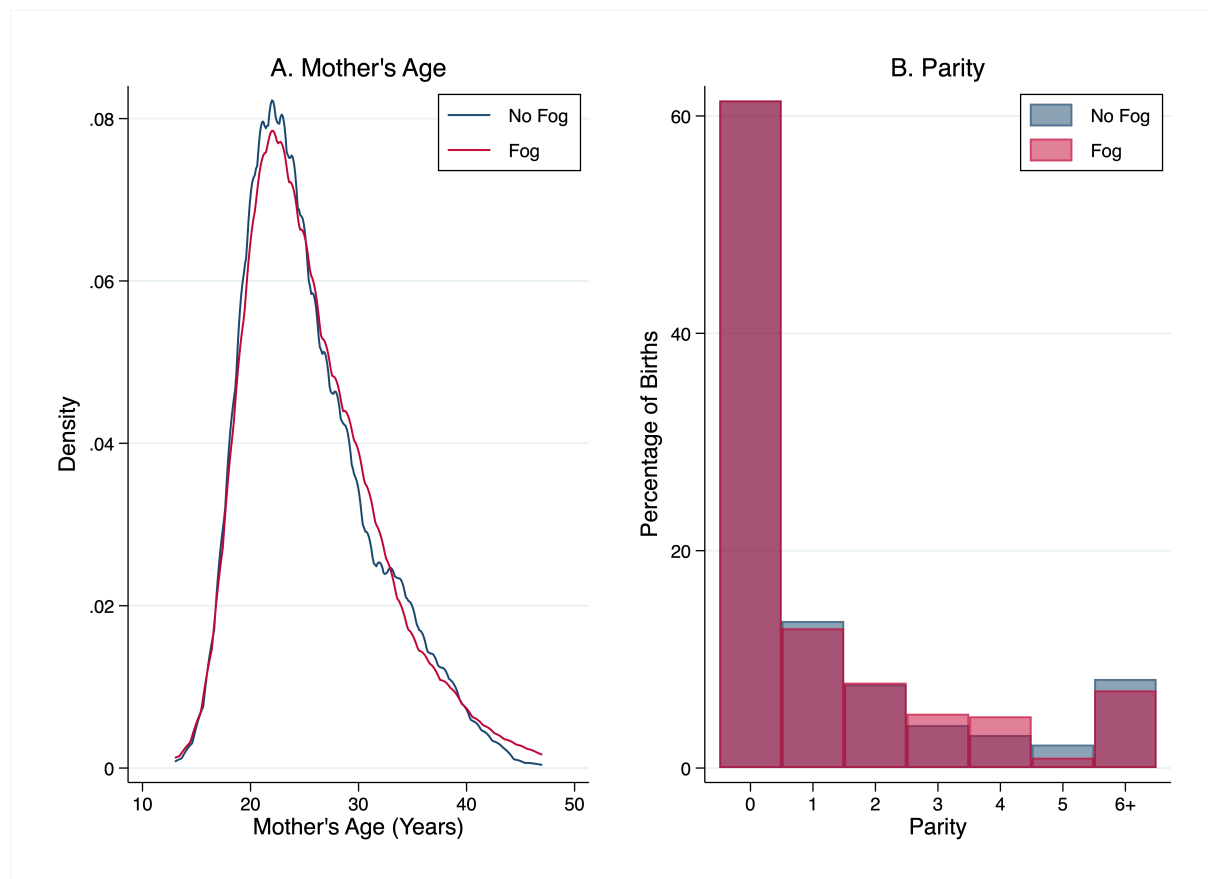 A. Mother's Age
No Fog
Fog
.08
.06
.04
.02
0
Density
10 20 30 40 50
Mother's Age (Years)
B. Parity
No Fog
Fog
60
40
20
0
Percentage of Births
0 1 2 3 4 5 6+
Parity